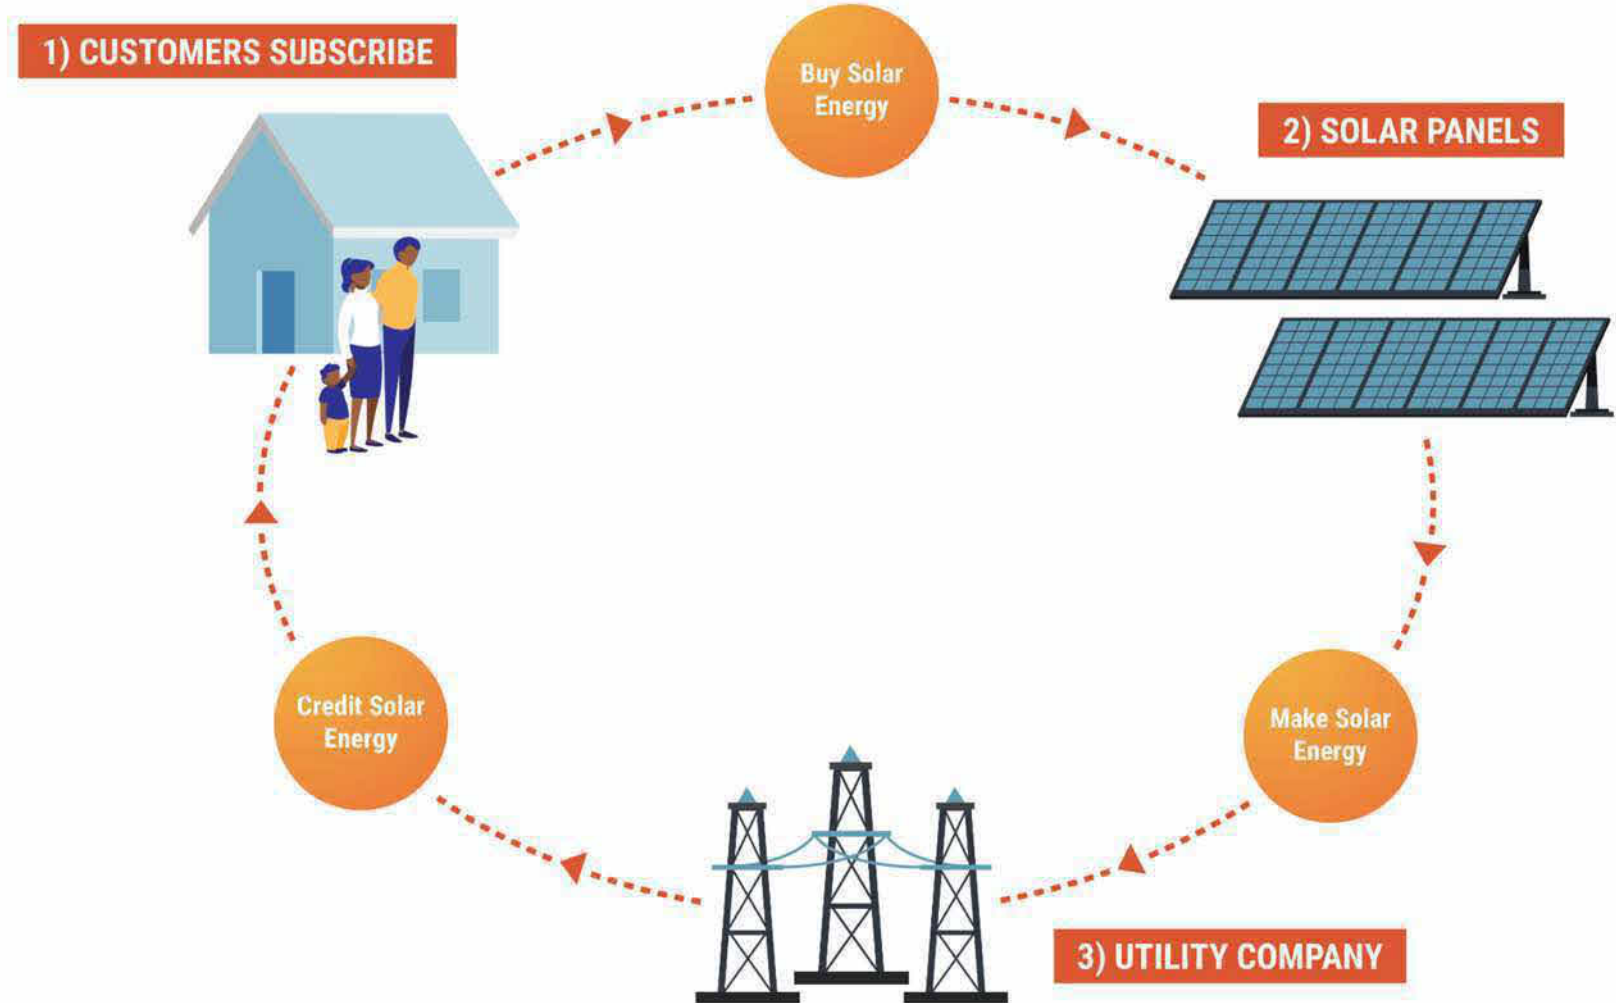 1) CUSTOMERS SUBSCRIBE
Buy Solar
Energy
2) SOLAR PANELS
Make Solar
Energy
3) UTILITY COMPANY
Credit Solar
Energy